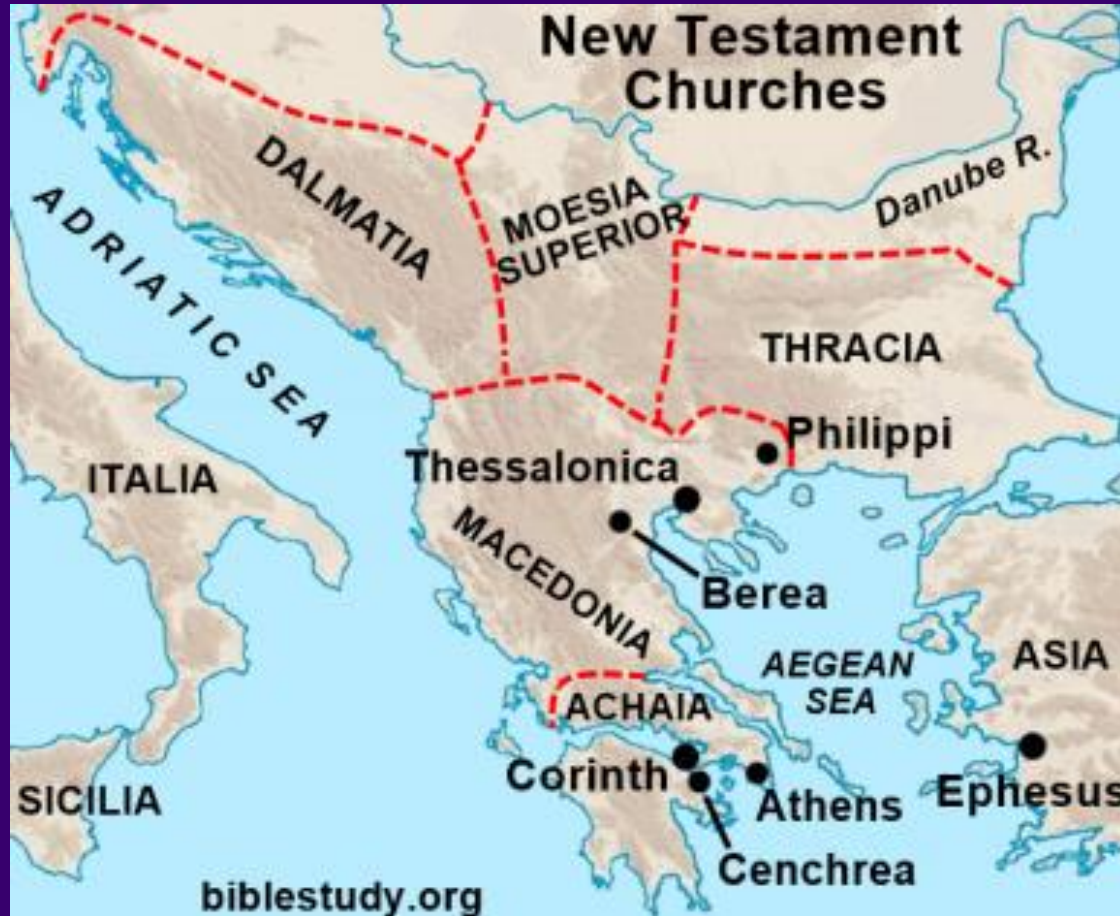 New Testament
Churches
DALMATIA
MOESIA
SUPERIOR
Danube R.
ADRIATIC SEA
THRACIA
Philippi
Thessalonica
ITALIA
MACEDONIA
Berea
AEGEAN
SEA
ASIA
ACHAIA
Corinth
Athens
Ephesus
SICILIA
Cenchrea
biblestudy.org